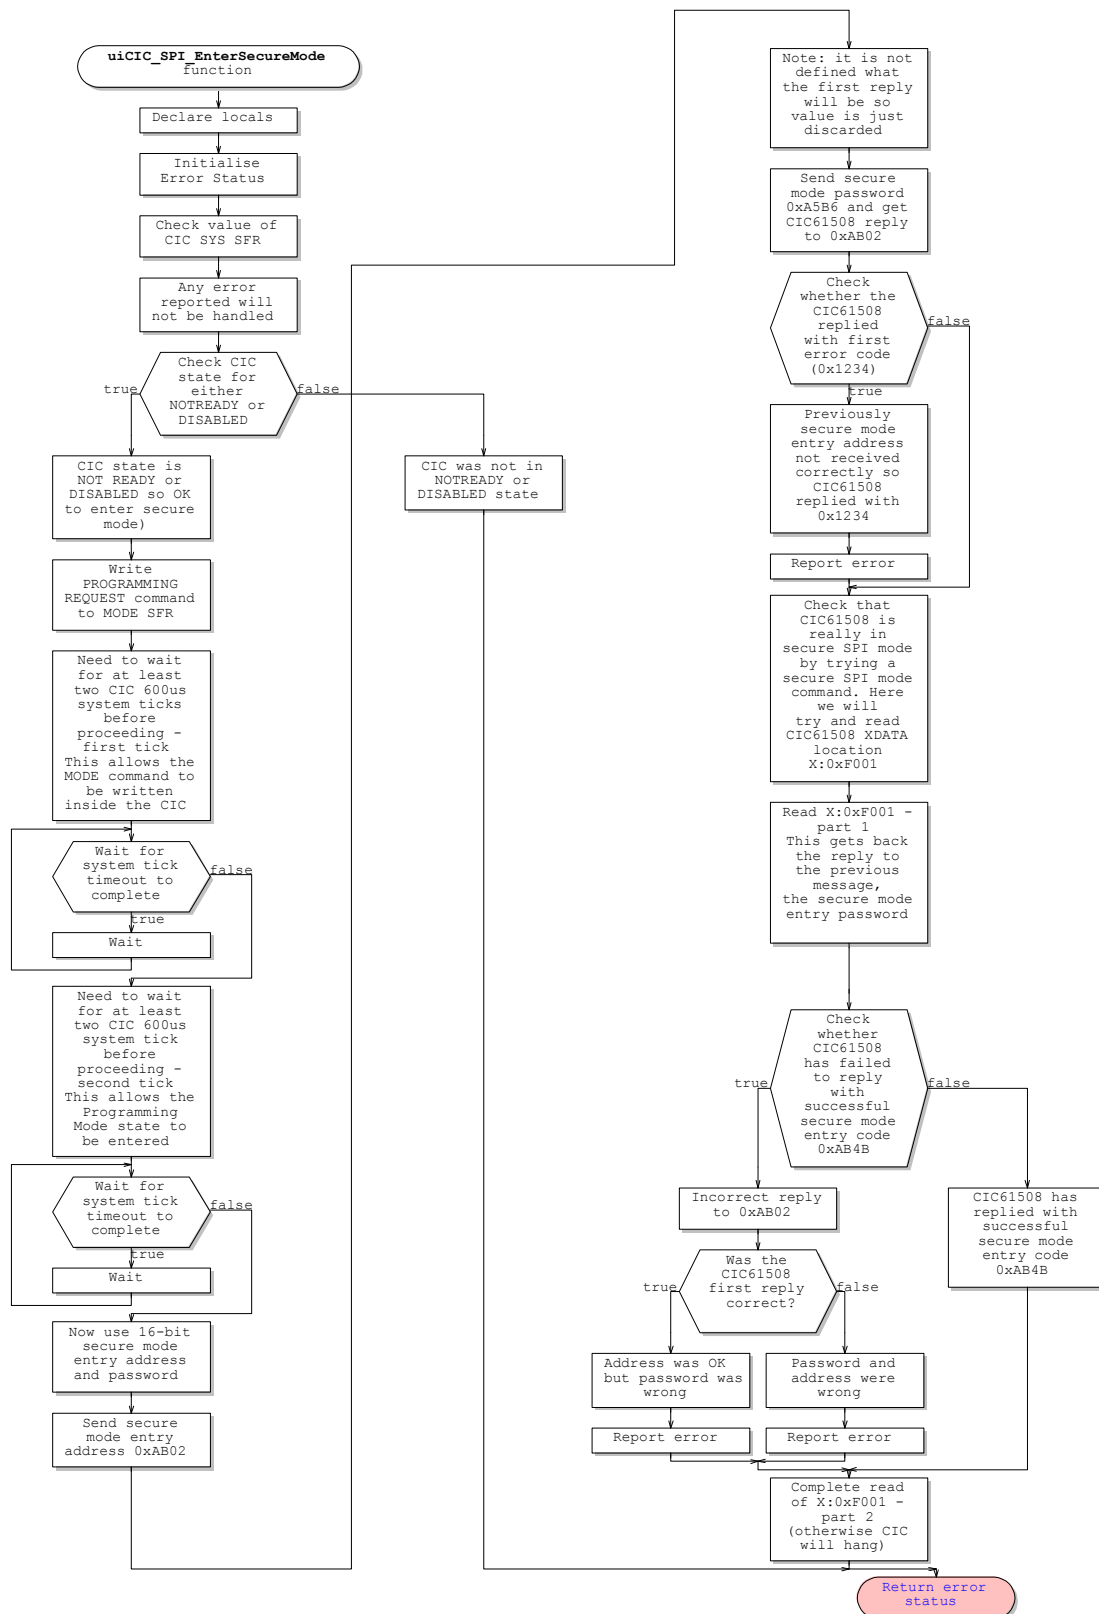 uiCIC_SPI_EnterSecureMode
function
Declare locals
Initialise
Error Status
Check value of
CIC SYS SFR
Any error
reported will
not be handled
Check CIC
state for
either
NOTREADY or
DISABLED
true
false
CIC state is
NOT READY or
DISABLED so OK
to enter secure
mode)
CIC was not in
NOTREADY or
DISABLED state
Write
PROGRAMMING
REQUEST command
to MODE SFR
Need to wait
for at least
two CIC 600us
system ticks
before
proceeding -
first tick
This allows the
MODE command to
be written
inside the CIC
Wait for
system tick
timeout to
complete
false
true
Wait
Need to wait
for at least
two CIC 600us
system tick
before
proceeding -
second tick
This allows the
Programming
Mode state to
be entered
Wait for
system tick
timeout to
complete
false
true
Wait
Now use 16-bit
secure mode
entry address
and password
Send secure
mode entry
address 0xAB02
Note: it is not
defined what
the first reply
will be so
value is just
discarded
Send secure
mode password
0xA5B6 and get
CIC61508 reply
to 0xAB02
Check
whether the
CIC61508
replied
with first
error code
(0x1234)
false
true
Previously
secure mode
entry address
not received
correctly so
CIC61508
replied with
0x1234
Report error
Check that
CIC61508 is
really in
secure SPI mode
by trying a
secure SPI mode
command. Here
we will
try and read
CIC61508 XDATA
location
X:0xF001
Read X:0xF001 -
part 1
This gets back
the reply to
the previous
message,
the secure mode
entry password
Check
whether
CIC61508
has failed
to reply
with
successful
secure mode
entry code
0xAB4B
true
false
Incorrect reply
to 0xAB02
CIC61508 has
replied with
successful
secure mode
entry code
0xAB4B
Was the
CIC61508
first reply
correct?
true
false
Address was OK
but password was
wrong
Password and
address were
wrong
Report error
Report error
Complete read
of X:0xF001 -
part 2
(otherwise CIC
will hang)
Return error
status